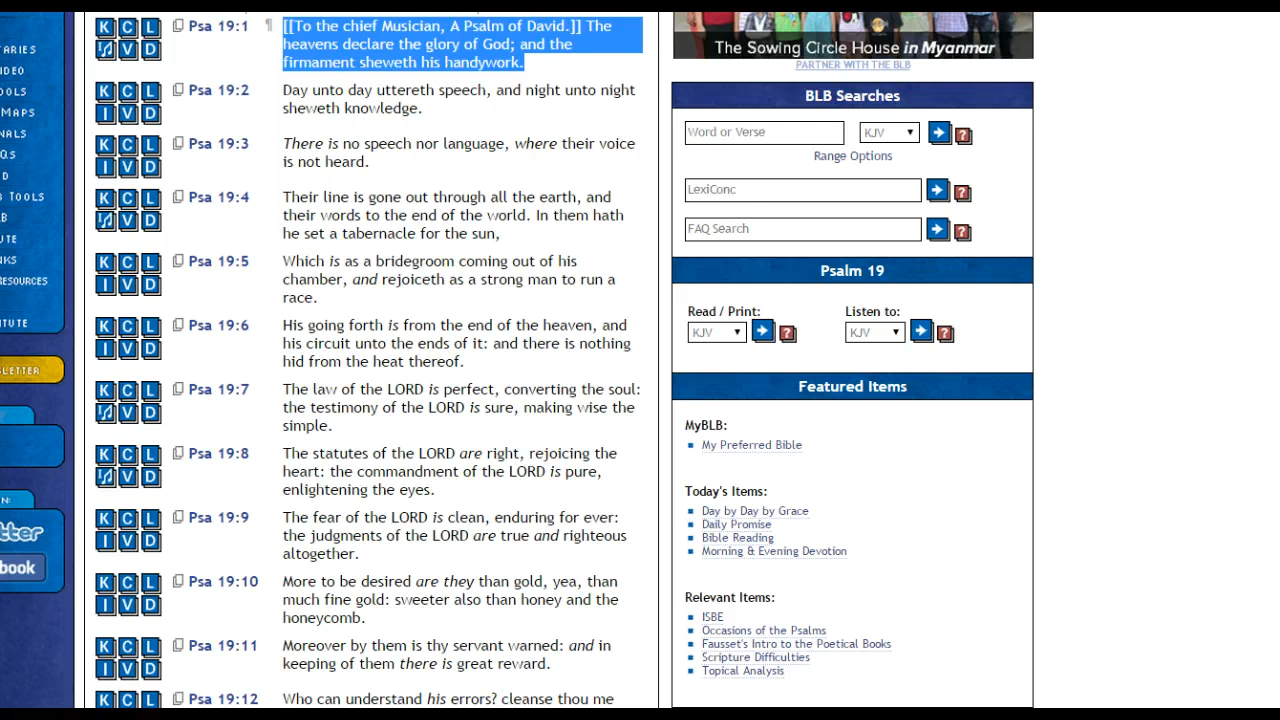 ARIES
IDEO
OOLS
MAPS
NALS
QS
D
B TOOLS
LB
UTE
NKS
RESOURCES
TITUTE
SLETTER
N:
tter
book
K C L Psa 19:1 ¶ [[To the chief Musician, A Psalm of David.]] The
V D heavens declare the glory of God; and the
firmament sheweth his handywork.
K C L Psa 19:2 Day unto day uttereth speech, and night unto night
I V D sheweth knowledge.
K C L Psa 19:3 There is no speech nor language, where their voice
I V D is not heard.
K C L Psa 19:4 Their line is gone out through all the earth, and
V D their words to the end of the world. In them hath
he set a tabernacle for the sun,
K C L Psa 19:5 Which is as a bridegroom coming out of his
I V D chamber, and rejoiceth as a strong man to run a
race.
K C L Psa 19:6 His going forth is from the end of the heaven, and
I V D his circuit unto the ends of it: and there is nothing
hid from the heat thereof.
K C L Psa 19:7 The law of the LORD is perfect, converting the soul:
V D the testimony of the LORD is sure, making wise the
simple.
K C L Psa 19:8 The statutes of the LORD are right, rejoicing the
V D heart: the commandment of the LORD is pure,
enlightening the eyes.
K C L Psa 19:9 The fear of the LORD is clean, enduring for ever:
I V D the judgments of the LORD are true and righteous
altogether.
K C L Psa 19:10 More to be desired are they than gold, yea, than
I V D much fine gold: sweeter also than honey and the
honeycomb.
K C L Psa 19:11 Moreover by them is thy servant warned: and in
I V D keeping of them there is great reward.
K C L Psa 19:12 Who can understand his errors? cleanse thou me
The Sowing Circle House in Myanmar
PARTNER WITH THE BLB
BLB Searches
Word or Verse KJV ?
Range Options
LexiConc ?
FAQ Search ?
Psalm 19
Read / Print: Listen to:
KJV ? KJV ?
Featured Items
MyBLB:
My Preferred Bible
Today's Items:
Day by Day by Grace
Daily Promise
Bible Reading
Morning & Evening Devotion
Relevant Items:
ISBE
Occasions of the Psalms
Fausset's Intro to the Poetical Books
Scripture Difficulties
Topical Analysis